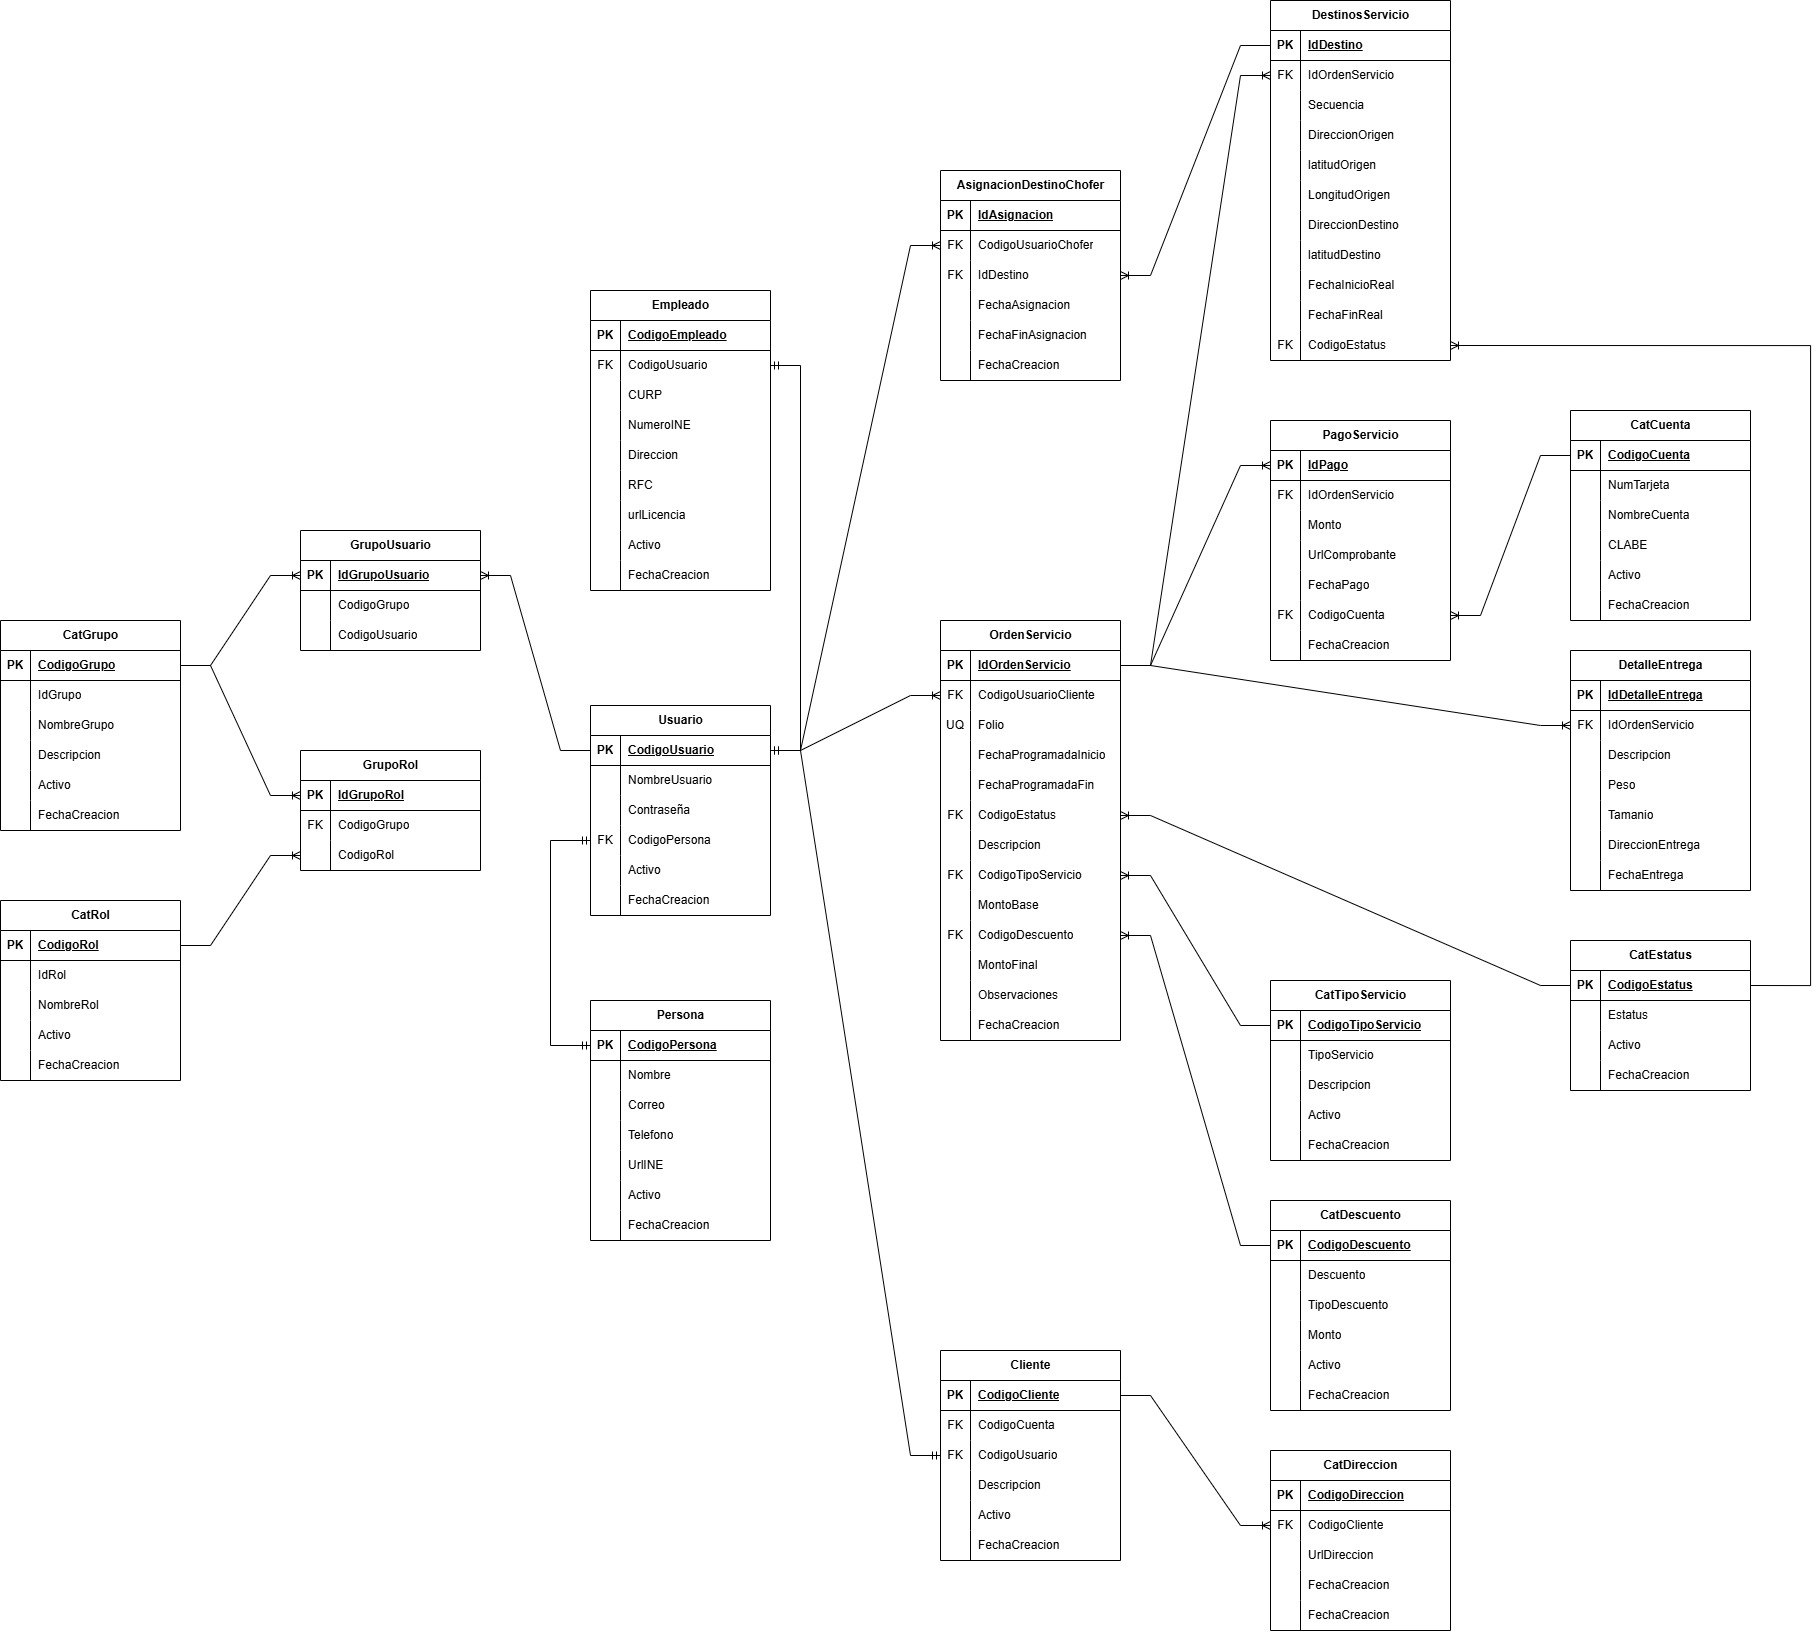 DestinosServicio
PK IdDestino
FK IdOrdenServicio
Secuencia
DireccionOrigen
latitudOrigen
LongitudOrigen
DireccionDestino
latitudDestino
FechaInicioReal
FechaFinReal
FK CodigoEstatus
AsignacionDestinoChofer
PK IdAsignacion
FK CodigoUsuarioChofer
FK IdDestino
FechaAsignacion
FechaFinAsignacion
FechaCreacion
Empleado
PK CodigoEmpleado
FK CodigoUsuario
CURP
NumeroINE
Direccion
RFC
urlLicencia
Activo
FechaCreacion
PagoServicio
PK IdPago
FK IdOrdenServicio
Monto
UrlComprobante
FechaPago
FK CodigoCuenta
FechaCreacion
CatCuenta
PK CodigoCuenta
NumTarjeta
NombreCuenta
CLABE
Activo
FechaCreacion
GrupoUsuario
PK IdGrupoUsuario
CodigoGrupo
CodigoUsuario
CatGrupo
PK CodigoGrupo
IdGrupo
NombreGrupo
Descripcion
Activo
FechaCreacion
OrdenServicio
PK IdOrdenServicio
FK CodigoUsuarioCliente
UQ Folio
FechaProgramadaInicio
FechaProgramadaFin
FK CodigoEstatus
Descripcion
FK CodigoTipoServicio
MontoBase
FK CodigoDescuento
MontoFinal
Observaciones
FechaCreacion
DetalleEntrega
PK IdDetalleEntrega
FK IdOrdenServicio
Descripcion
Peso
Tamanio
DireccionEntrega
FechaEntrega
Usuario
PK CodigoUsuario
NombreUsuario
Contraseña
FK CodigoPersona
Activo
FechaCreacion
GrupoRol
PK IdGrupoRol
FK CodigoGrupo
CodigoRol
CatRol
PK CodigoRol
IdRol
NombreRol
Activo
FechaCreacion
CatEstatus
PK CodigoEstatus
Estatus
Activo
FechaCreacion
CatTipoServicio
PK CodigoTipoServicio
TipoServicio
Descripcion
Activo
FechaCreacion
Persona
PK CodigoPersona
Nombre
Correo
Telefono
UrlINE
Activo
FechaCreacion
CatDescuento
PK CodigoDescuento
Descuento
TipoDescuento
Monto
Activo
FechaCreacion
Cliente
PK CodigoCliente
FK CodigoCuenta
FK CodigoUsuario
Descripcion
Activo
FechaCreacion
CatDireccion
PK CodigoDireccion
FK CodigoCliente
UrlDireccion
FechaCreacion
FechaCreacion